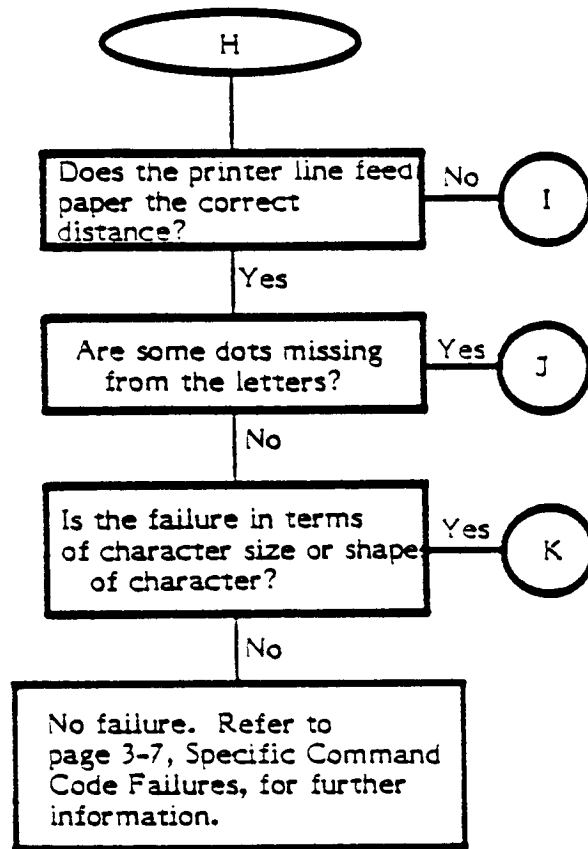 H
Does the printer line feed
paper the correct
distance?
No
I
Yes
Are some dots missing
from the letters?
Yes
J
No
Is the failure in terms
of character size or shape
of character?
Yes
K
No
No failure. Refer to
page 3-7, Specific Command
Code Failures, for further
information.